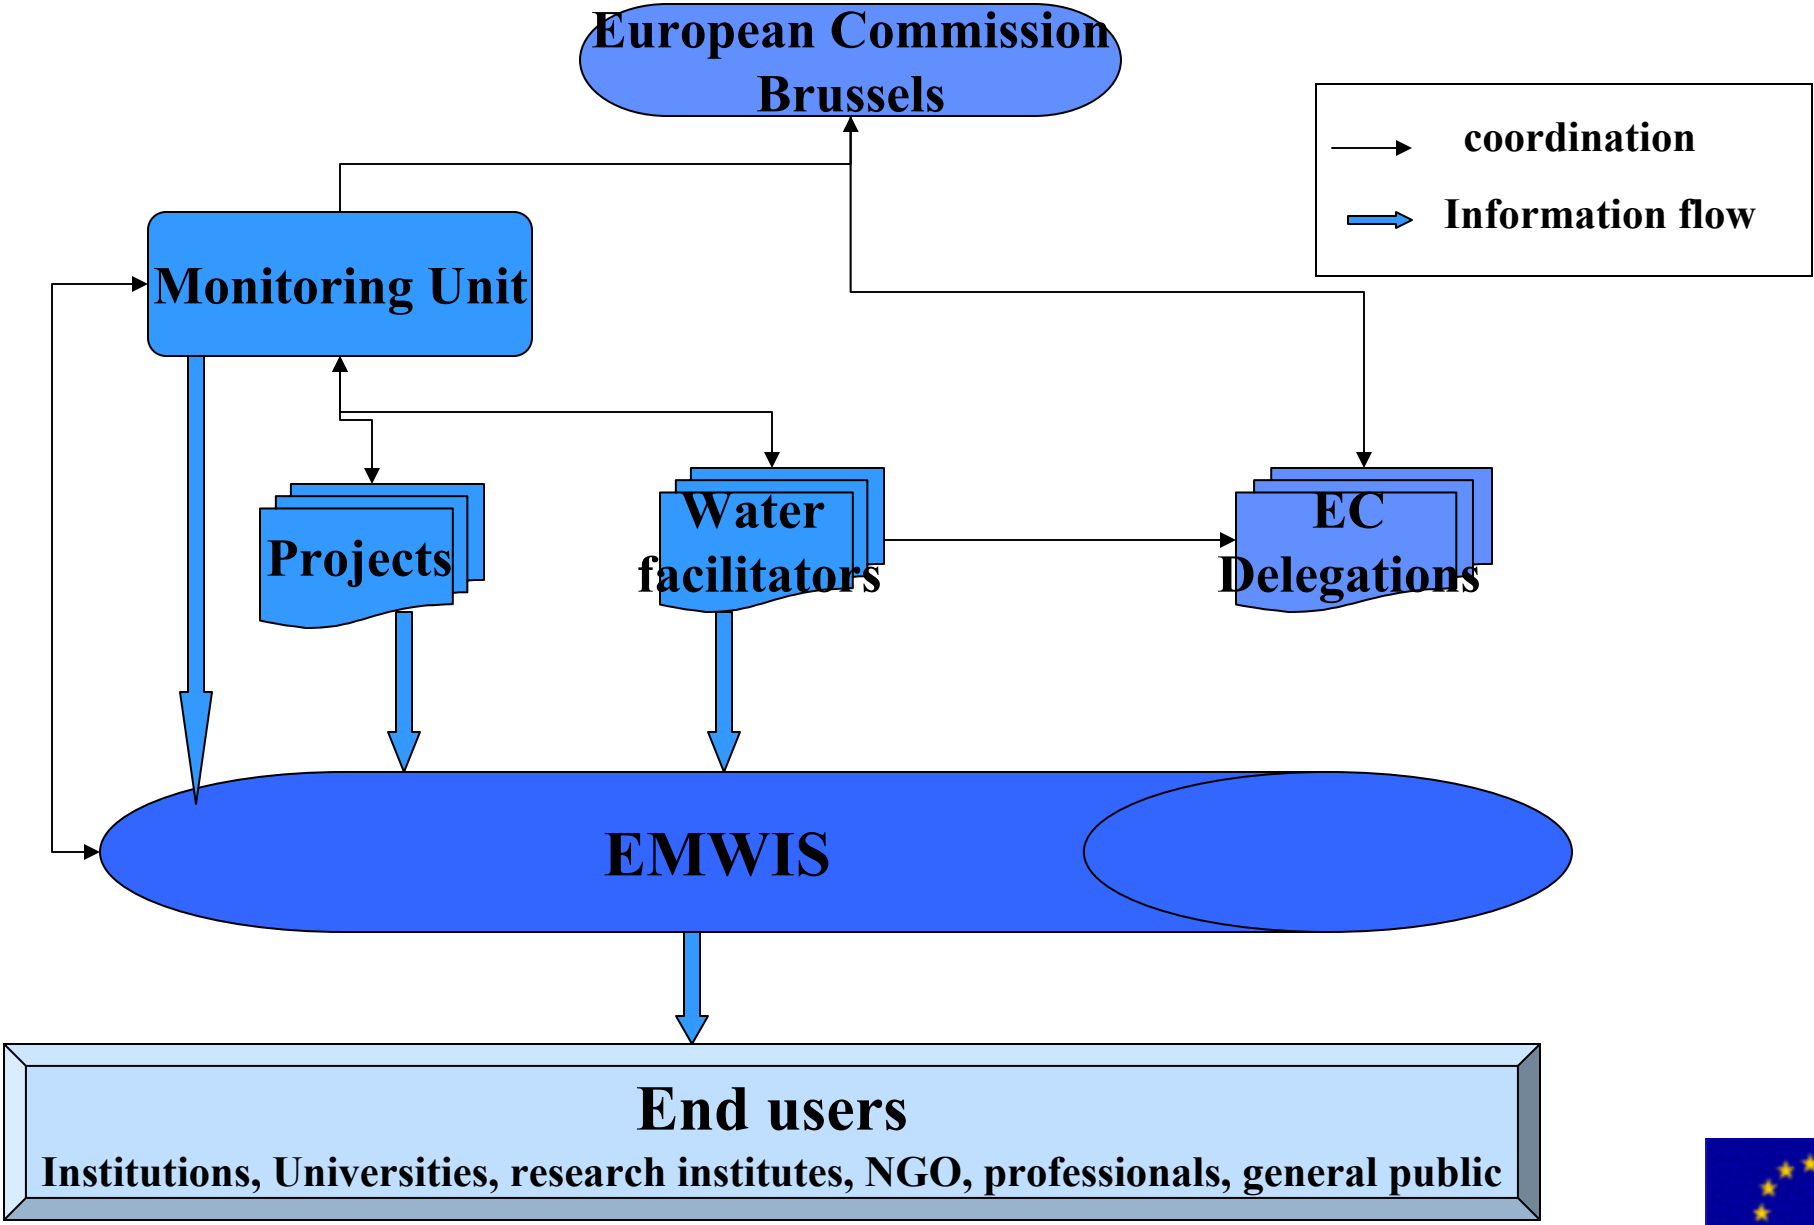 European Commission
Brussels
coordination
Information flow
Monitoring Unit
Projects
Water
facilitators
EC
Delegations
EMWIS
End users
Institutions, Universities, research institutes, NGO, professionals, general public